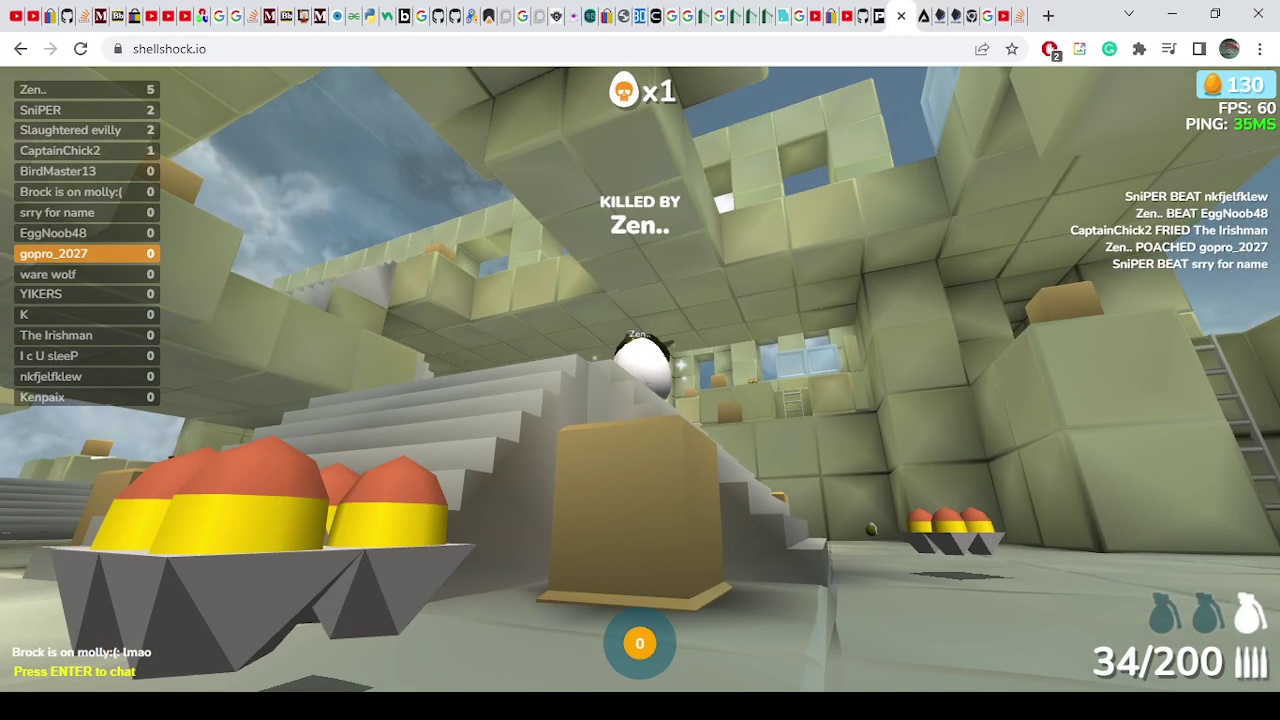 shellshock.io
2
Zen.. 5
SniPER 2
Slaughtered evilly 2
CaptainChick2 1
BirdMaster13 0
Brock is on molly:( 0
srry for name 0
EggNoob48 0
gopro_2027 0
ware wolf 0
YIKERS 0
K 0
The Irishman 0
I c U sleeP 0
nkfjelfklew 0
Kenpaix 0
x1
KILLED BY
Zen..
130
FPS: 60
PING: 35MS
SniPER BEAT nkfjelfklew
Zen.. BEAT EggNoob48
CaptainChick2 FRIED The Irishman
Zen.. POACHED gopro_2027
SniPER BEAT srry for name
Zen..
0
Brock is on molly:(: lmao
Press ENTER to chat
34/200